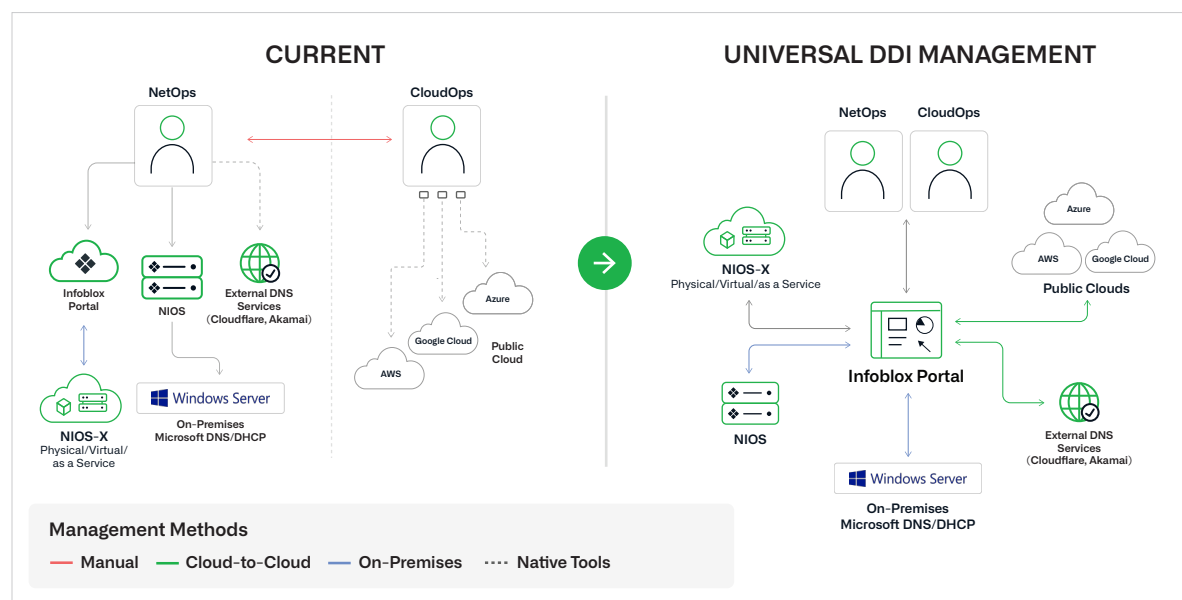 CURRENT
NetOps
CloudOps
Infoblox
Portal
NIOS
External DNS
Services
(Cloudflare, Akamai)
Azure
Google Cloud
AWS
Public
Cloud
NIOS-X
Physical/Virtual/
as a Service
Windows Server
On-Premises
Microsoft DNS/DHCP
UNIVERSAL DDI MANAGEMENT
NetOps
CloudOps
NIOS-X
Physical/Virtual/as a Service
Azure
AWS
Google Cloud
Public Clouds
Infoblox Portal
NIOS
External DNS
Services
(Cloudflare, Akamai)
Windows Server
On-Premises
Microsoft DNS/DHCP
Management Methods
Manual
Cloud-to-Cloud
On-Premises
Native Tools